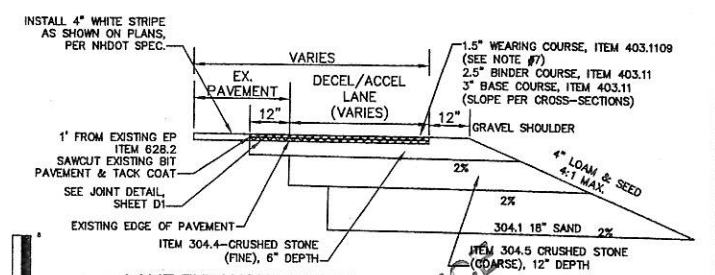 INSTALL 4" WHITE STRIPE
AS SHOWN ON PLANS,
PER NHDOT SPEC.
VARIES
EX.
PAVEMENT
DECEL/ACCEL
LANE
(VARIES)
12"
12"
1.5" WEARING COURSE, ITEM 403.1109
(SEE NOTE #7)
2.5" BINDER COURSE, ITEM 403.11
3" BASE COURSE, ITEM 403.11
(SLOPE PER CROSS-SECTIONS)
GRAVEL SHOULDER
1' FROM EXISTING EP
ITEM 628.2
SAWCUT EXISTING BIT
PAVEMENT & TACK COAT
SEE JOINT DETAIL,
SHEET D1
EXISTING EDGE OF PAVEMENT
ITEM 304.4-CRUSHED STONE
(FINE), 6" DEPTH
2%
2%
4" LOAM & SEED
4:1 MAX.
304.1 18" SAND
2%
ITEM 304.5 CRUSHED STONE
(COARSE), 12" DEPTH